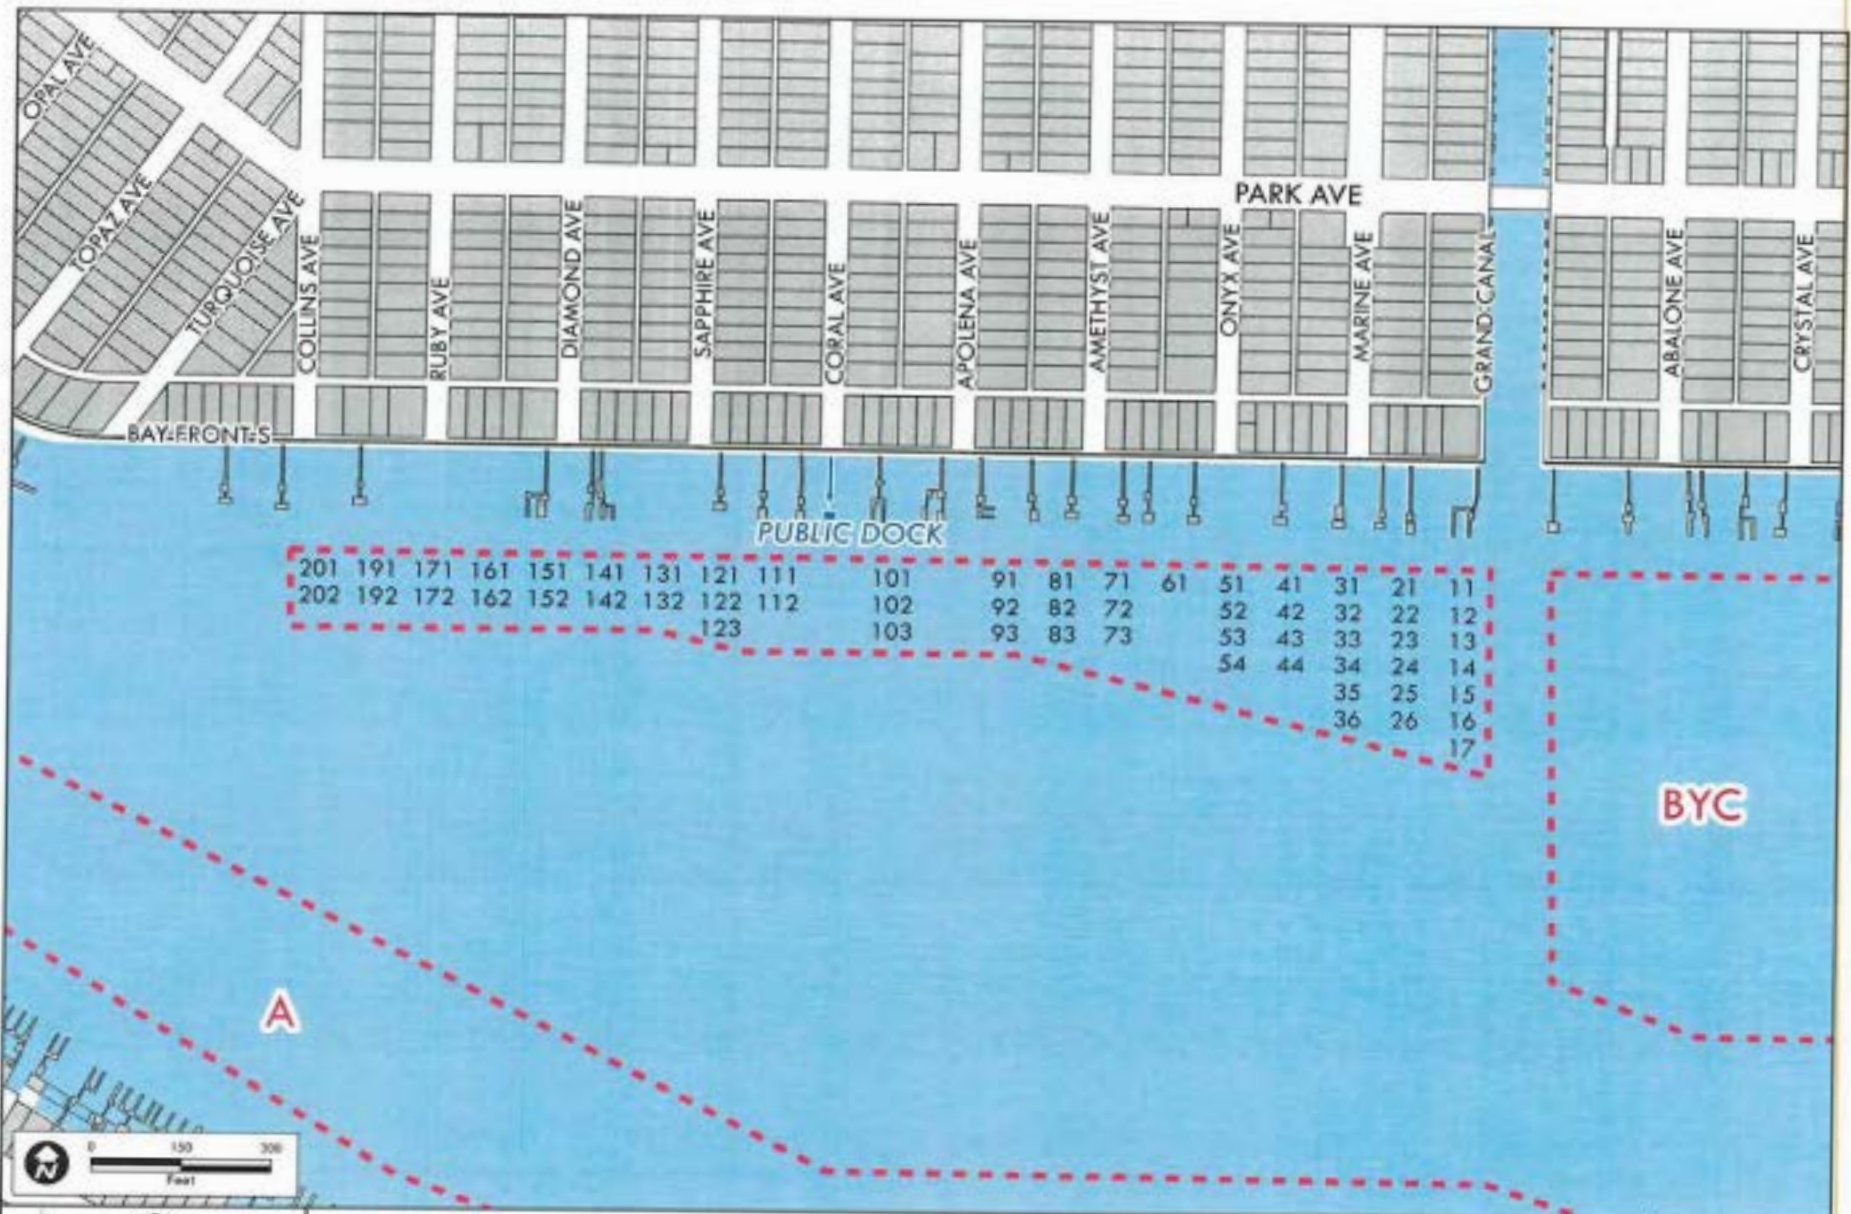 OPAL AVE
TOPAZ AVE
TURQUOISE AVE
COLLINS AVE
RUBY AVE
DIAMOND AVE
SAPPHIRE AVE
CORAL AVE
APOLENA AVE
AMETHYST AVE
ONYX AVE
PARK AVE
MARINE AVE
GRAND CANAL
ABALONE AVE
CRYSTAL AVE
BAY FRONT S
PUBLIC DOCK
201 191 171 161 151 141 131 121 111 101 91 81 71 61 51 41 31 21 11
202 192 172 162 152 142 132 122 112 102 92 82 72 52 42 32 22 12
123 103 93 83 73 53 43 33 23 13
54 44 34 24 14
35 25 15
36 26 16
17
BYC
A
N
0 150 300
Feet